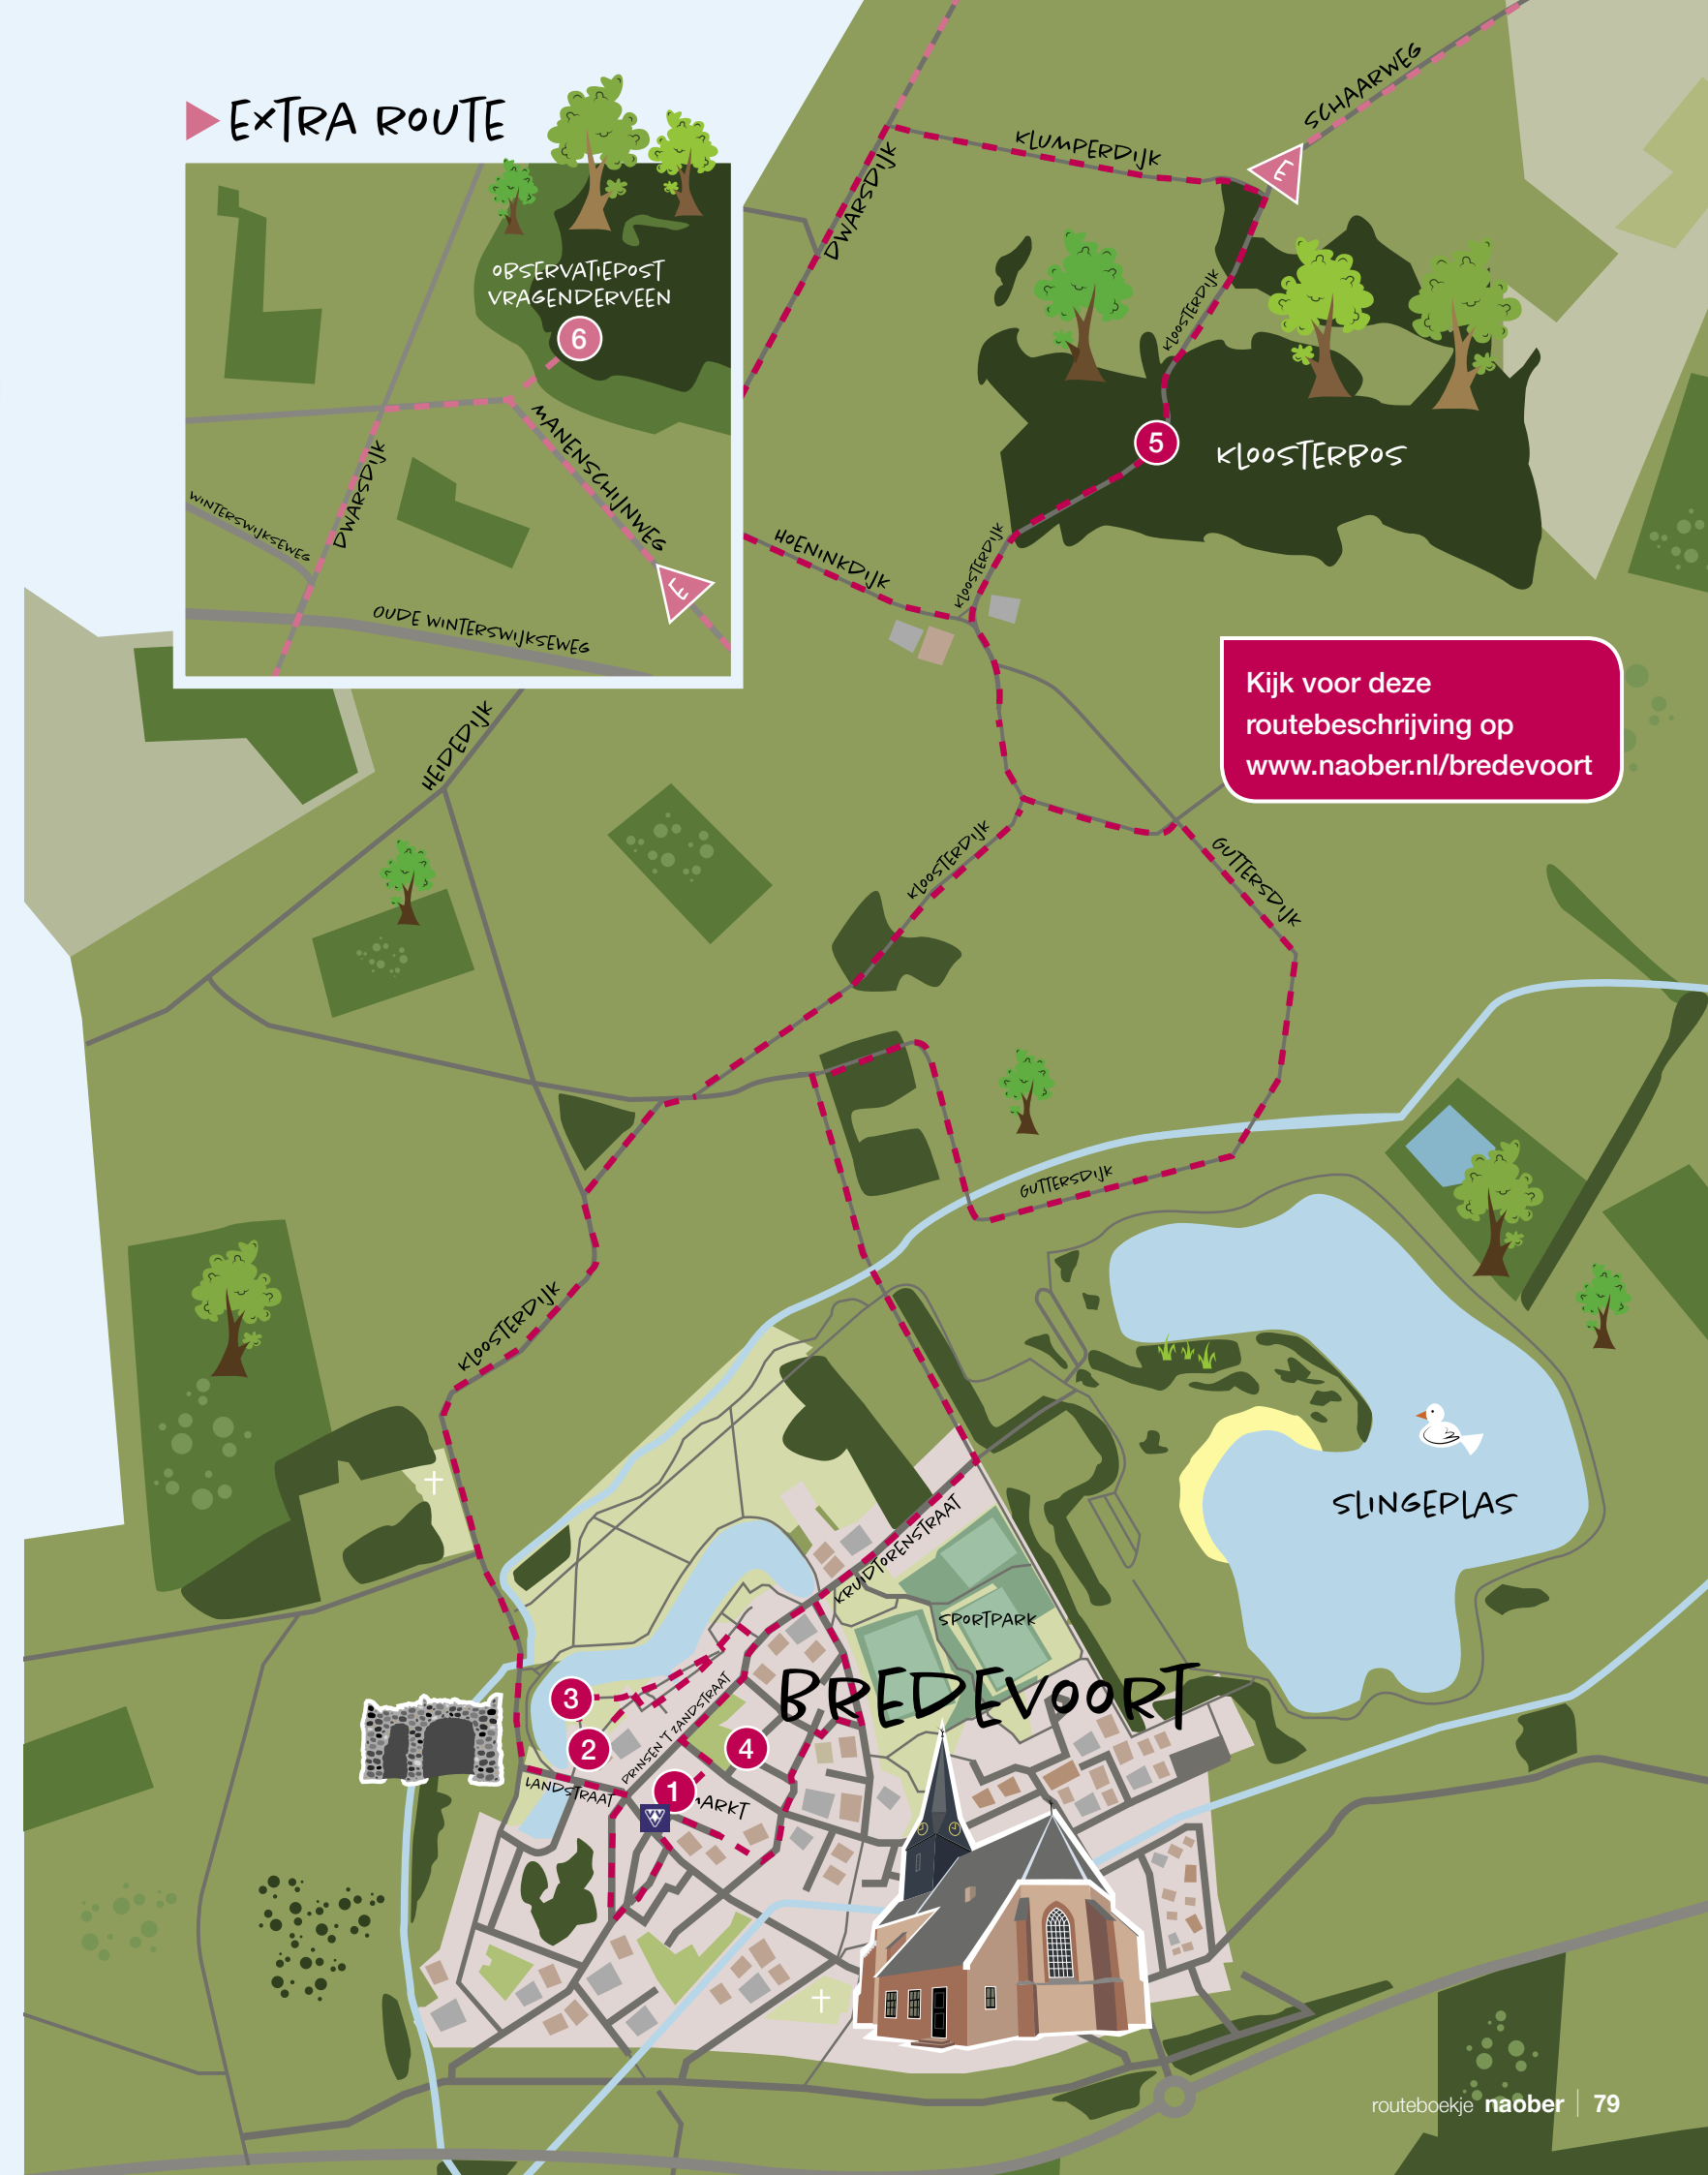 EXTRA ROUTE
OBSERVATIEPOST
VRAGENDERVEEN
6
MANENSCHIJNWEG
DWARSDIJK
WINTERSWIJKSEWEG
OUDE WINTERSWIJKSEWEG
E
SCHAARWEG
KLUMPERDIJK
E
DWARSDIJK
KLOOSTERDIJK
5
KLOOSTERBOS
HOENINKDIJK
KLOOSTERDIJK
Kijk voor deze
routebeschrijving op
www.naober.nl/bredevoort
HEIDEDIJK
KLOOSTERDIJK
GUTTERSDIJK
GUTTERSDIJK
KLOOSTERDIJK
SLINGEPLAS
KRUIDTORENSTRAAT
SPORTPARK
BREDEVOORT
3
2
4
PRINSEN 'T ZANDSTRAAT
1
LANDSTRAAT
routeboekje naober | 79